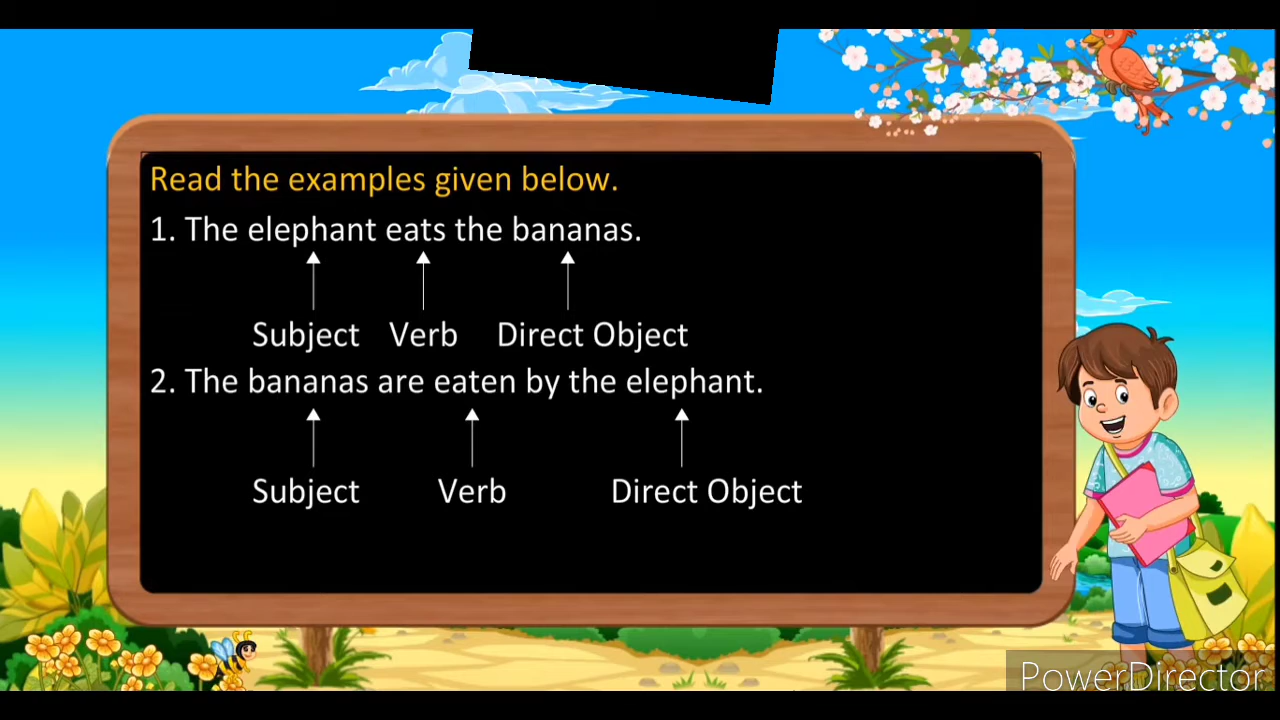 Read the examples given below.
1. The elephant eats the bananas.
Subject Verb Direct Object
2. The bananas are eaten by the elephant.
Subject Verb Direct Object
PowerDirector